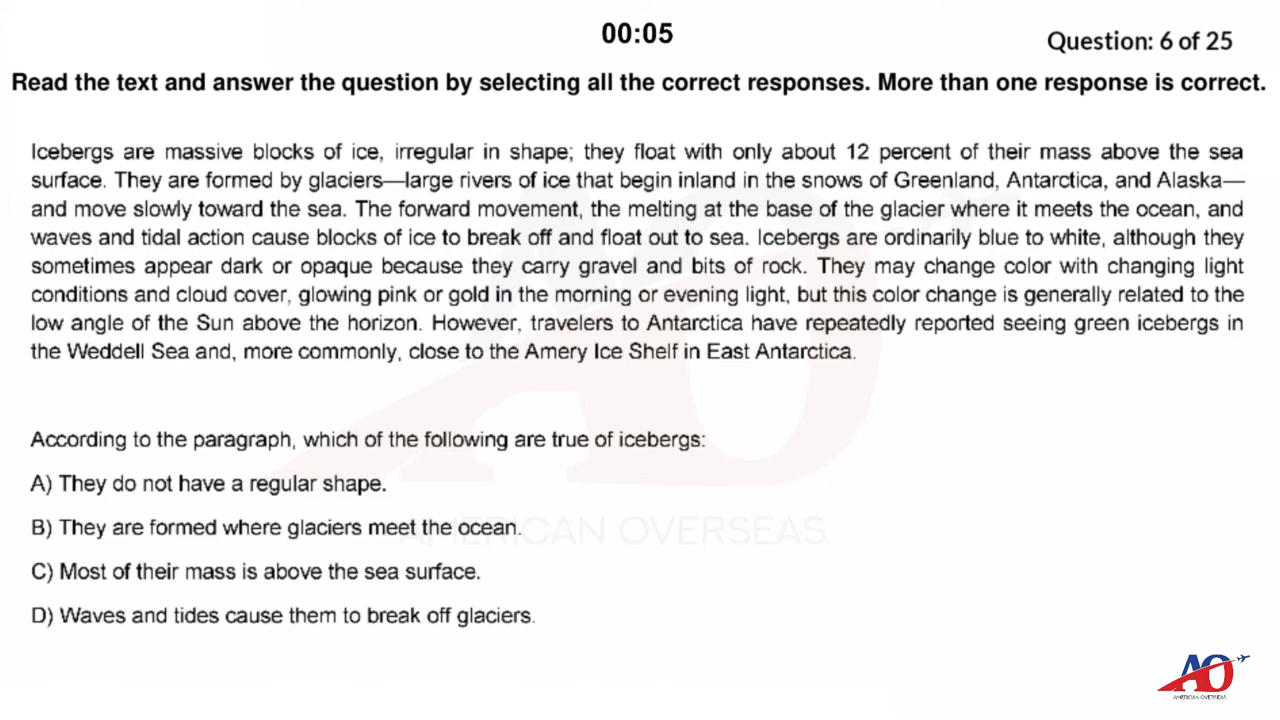 00:05
Question: 6 of 25
Read the text and answer the question by selecting all the correct responses. More than one response is correct.
Icebergs are massive blocks of ice, irregular in shape; they float with only about 12 percent of their mass above the sea
surface. They are formed by glaciers—large rivers of ice that begin inland in the snows of Greenland, Antarctica, and Alaska—
and move slowly toward the sea. The forward movement, the melting at the base of the glacier where it meets the ocean, and
waves and tidal action cause blocks of ice to break off and float out to sea. Icebergs are ordinarily blue to white, although they
sometimes appear dark or opaque because they carry gravel and bits of rock. They may change color with changing light
conditions and cloud cover, glowing pink or gold in the morning or evening light, but this color change is generally related to the
low angle of the Sun above the horizon. However, travelers to Antarctica have repeatedly reported seeing green icebergs in
the Weddell Sea and, more commonly, close to the Amery Ice Shelf in East Antarctica.
According to the paragraph, which of the following are true of icebergs:
A) They do not have a regular shape.
B) They are formed where glaciers meet the ocean.
AMERICAN OVERSEAS
C) Most of their mass is above the sea surface.
D) Waves and tides cause them to break off glaciers.
AO
AMERICAN OVERSEAS